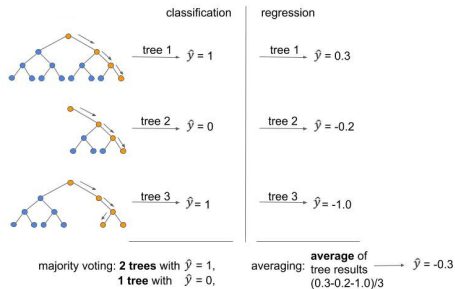 classification regression
tree 1 ŷ = 1 tree 1 ŷ = 0.3
tree 2 ŷ = 0 tree 2 ŷ = -0.2
tree 3 ŷ = 1 tree 3 ŷ = -1.0
majority voting: 2 trees with ŷ = 1,
1 tree with ŷ = 0,
averaging: average of
tree results
(0.3-0.2-1.0)/3
ŷ = -0.3